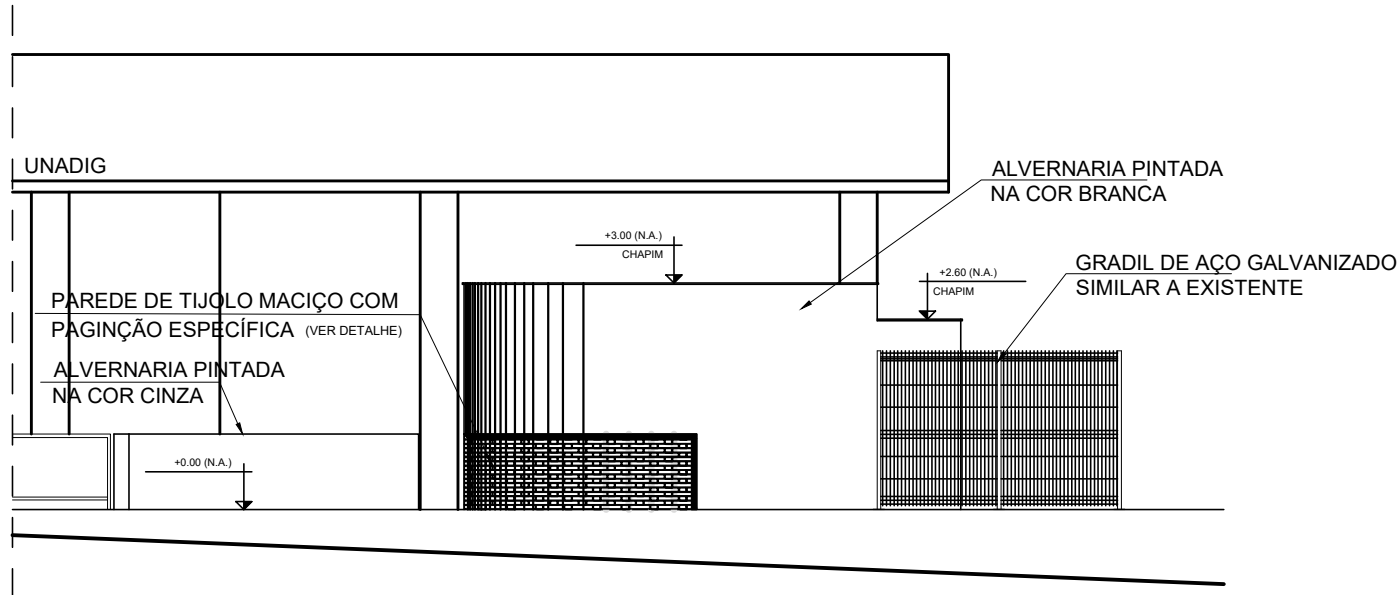 UNADIG
ALVERNARIA PINTADA
NA COR BRANCA
+3.00 (N.A.)
CHAPIM
+2.60 (N.A.)
CHAPIM
GRADIL DE AÇO GALVANIZADO
SIMILAR A EXISTENTE
PAREDE DE TIJOLO MACIÇO COM
PAGINÇÃO ESPECÍFICA (VER DETALHE)
ALVERNARIA PINTADA
NA COR CINZA
+0.00 (N.A.)